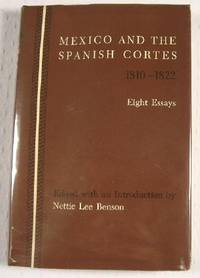 MEXICO AND THE
SPANISH CORTES
1810-1822
Eight Essays
Edited with an Introduction by
Nettie Lee Benson